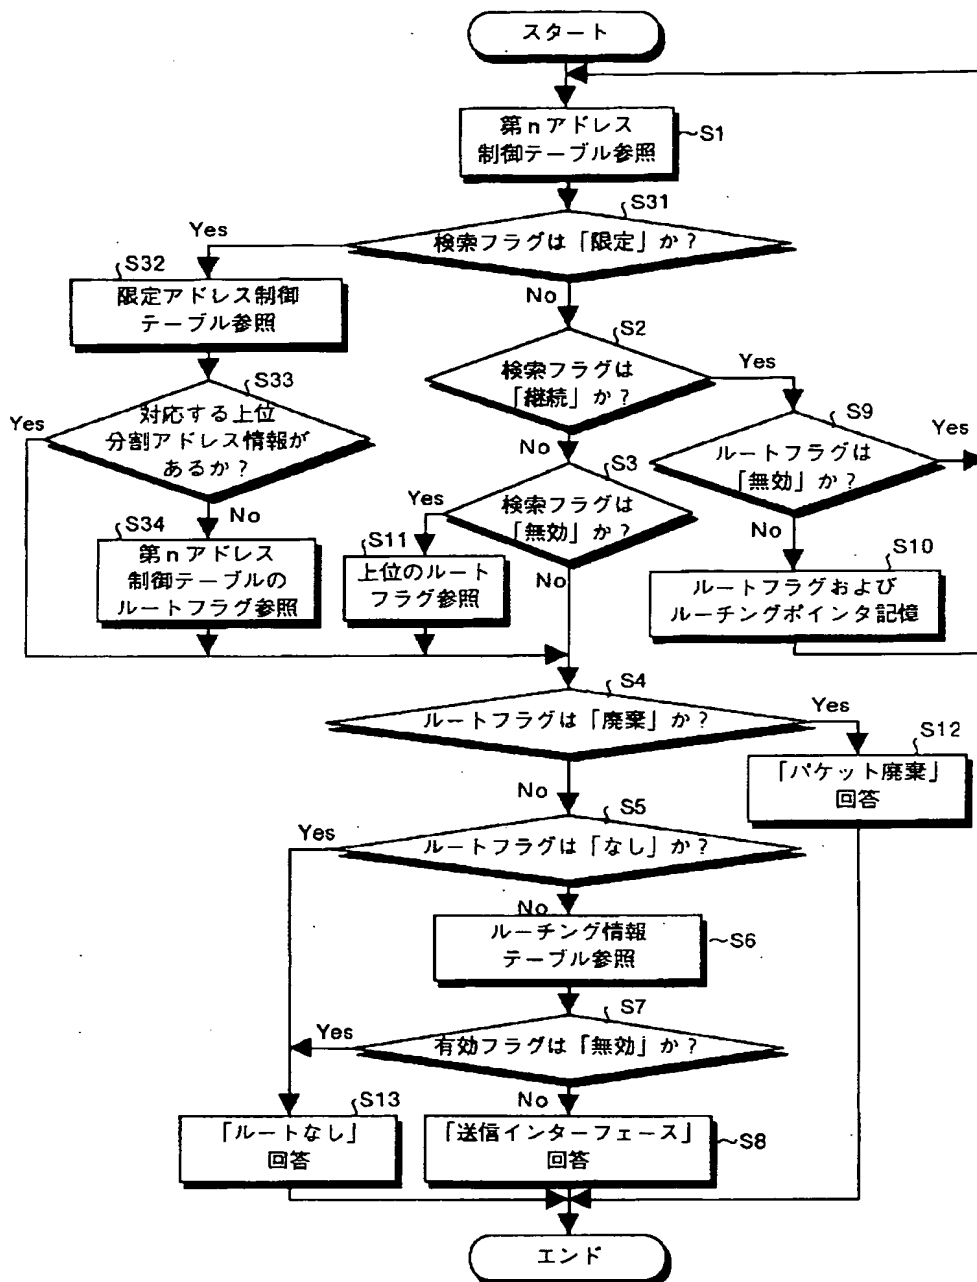 スタート
第nアドレス
制御テーブル参照
~S1
S31
検索フラグは「限定」か?
Yes
No
S32
限定アドレス制御
テーブル参照
S2
検索フラグは
「継続」か?
Yes
No
S33
対応する上位
分割アドレス情報が
あるか?
Yes
No
S9
ルートフラグは
「無効」か?
Yes
No
S3
検索フラグは
「無効」か?
Yes
No
S34
第nアドレス
制御テーブルの
ルートフラグ参照
S11
上位のルート
フラグ参照
S10
ルートフラグおよび
ルーチングポインタ記憶
S4
ルートフラグは「廃棄」か?
Yes
No
S12
「パケット廃棄」
回答
S5
ルートフラグは「なし」か?
Yes
No
ルーチング情報
テーブル参照
~S6
S7
有効フラグは「無効」か?
Yes
No
S13
「ルートなし」
回答
「送信インターフェース」
回答
~S8
エンド